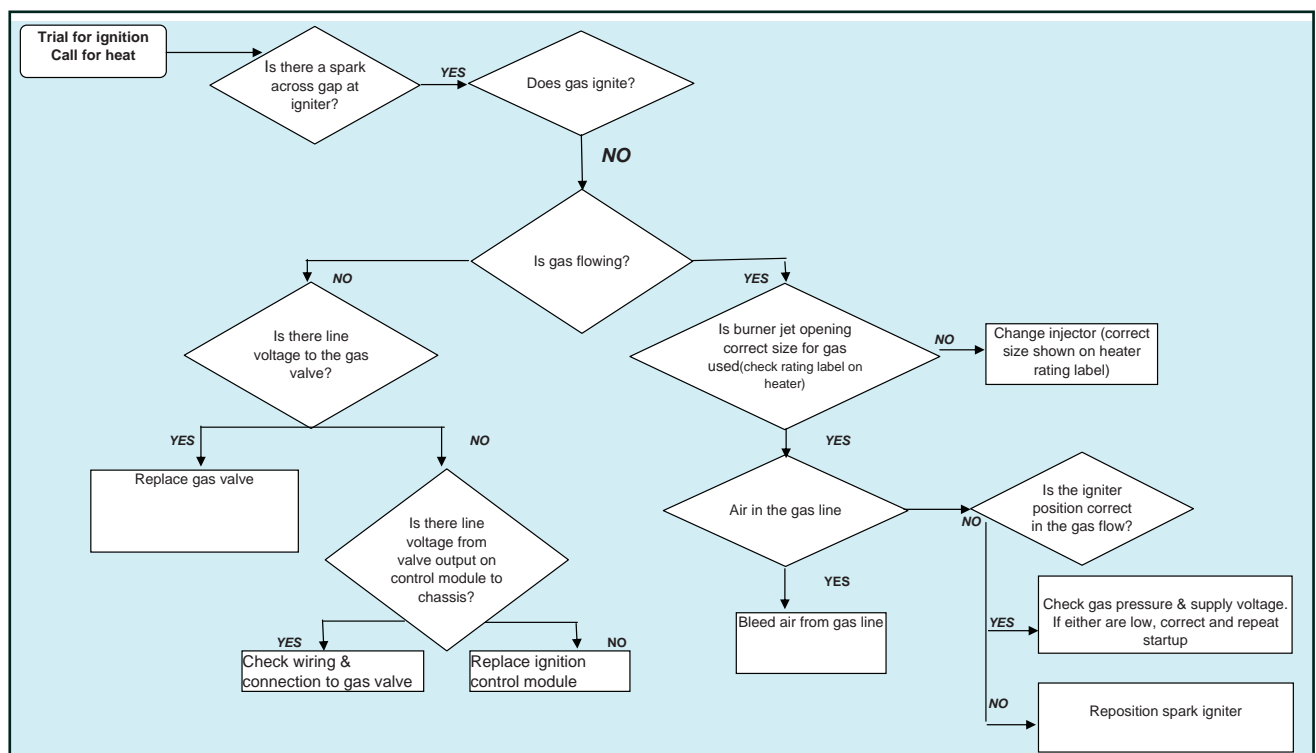 Trial for ignition
Call for heat
Is there a spark
across gap at
igniter?
YES
Does gas ignite?
NO
Is gas flowing?
NO
YES
Is there line
voltage to the gas
valve?
Is burner jet opening
correct size for gas
used(check rating label on
heater)
NO
Change injector (correct
size shown on heater
rating label)
YES
NO
YES
Replace gas valve
Is there line
voltage from
valve output on
control module to
chassis?
Air in the gas line
NO
Is the igniter
position correct
in the gas flow?
YES
Bleed air from gas line
YES
Check gas pressure & supply voltage.
If either are low, correct and repeat
startup
YES
NO
Check wiring &
connection to gas valve
Replace ignition
control module
NO
Reposition spark igniter